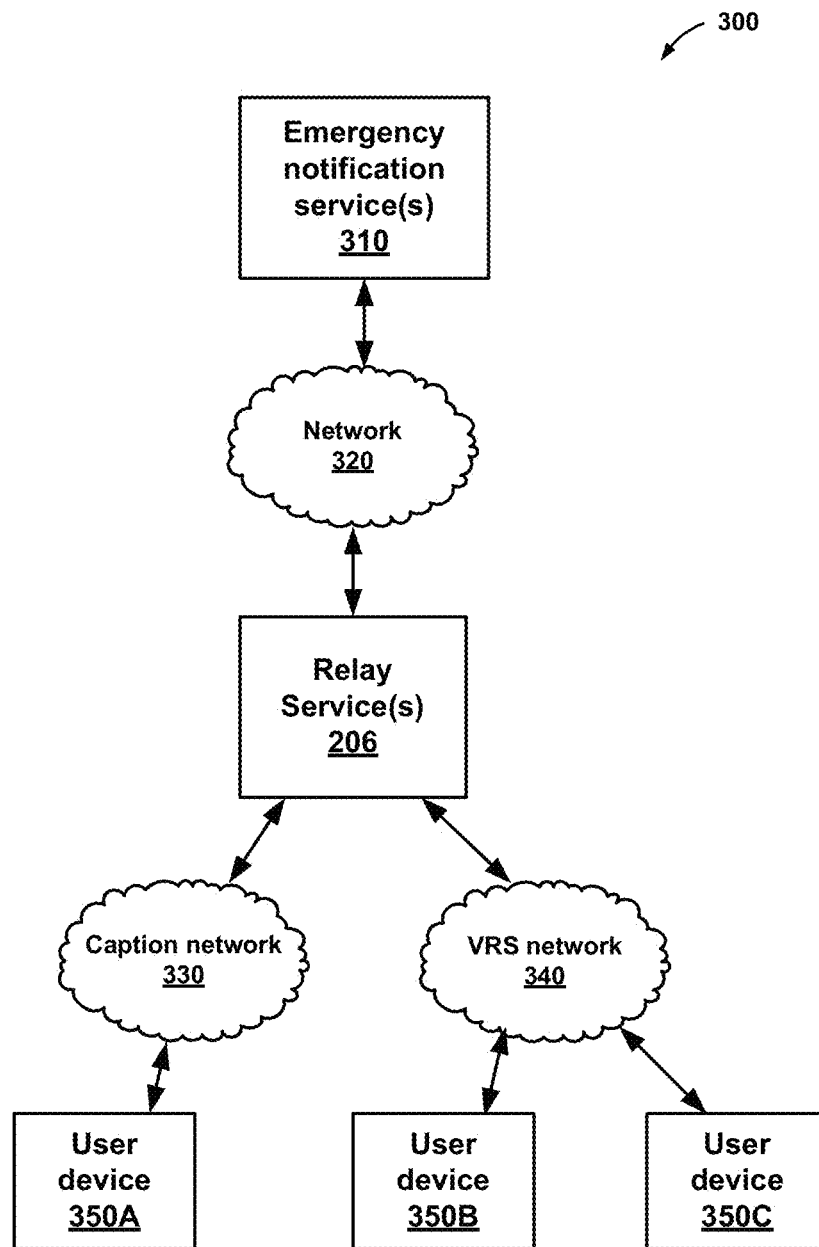 300
Emergency
notification
service(s)
310
Network
320
Relay
Service(s)
206
Caption network
330
VRS network
340
User
device
350A
User
device
350B
User
device
350C